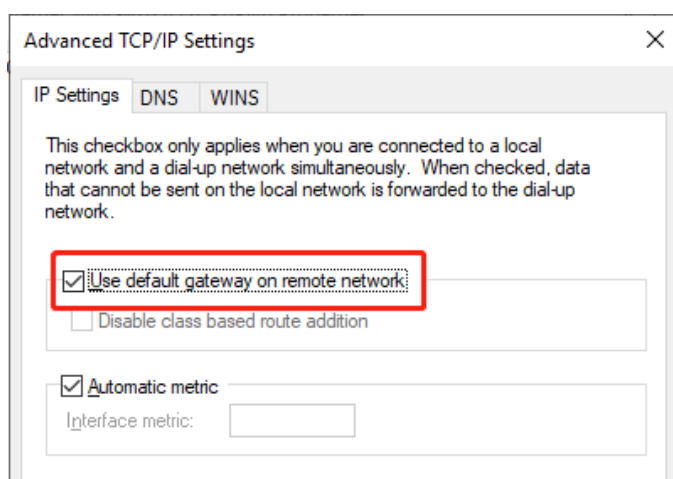 Advanced TCP/IP Settings
IP Settings DNS WINS
This checkbox only applies when you are connected to a local
network and a dial-up network simultaneously. When checked, data
that cannot be sent on the local network is forwarded to the dial-up
network.
Use default gateway on remote network
Disable class based route addition
Automatic metric
Interface metric: